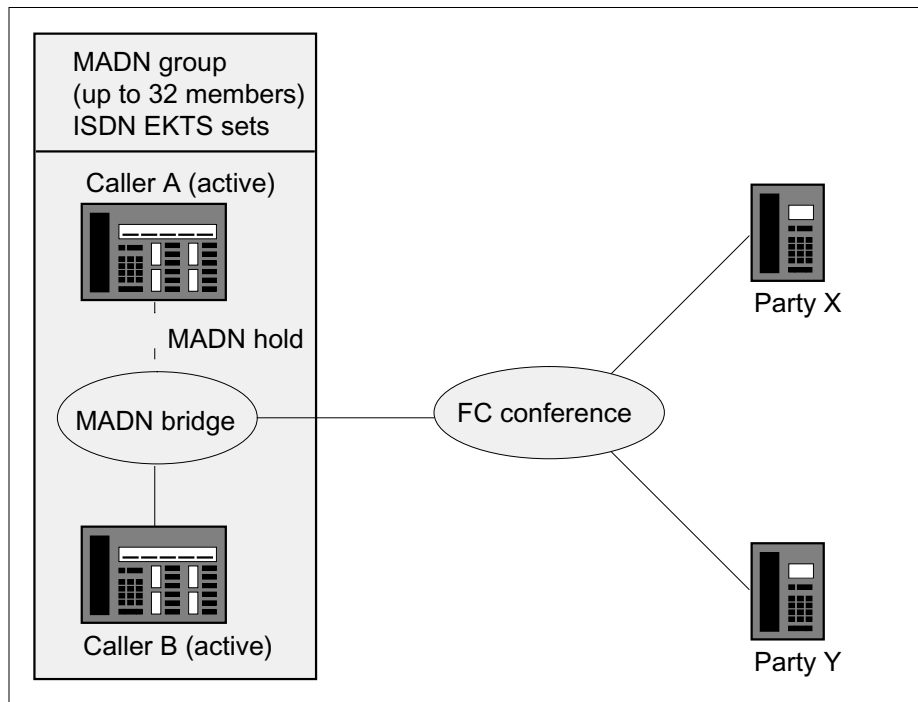 MADN group
(up to 32 members)
ISDN EKTS sets
Caller A (active)
MADN hold
MADN bridge
Caller B (active)
FC conference
Party X
Party Y